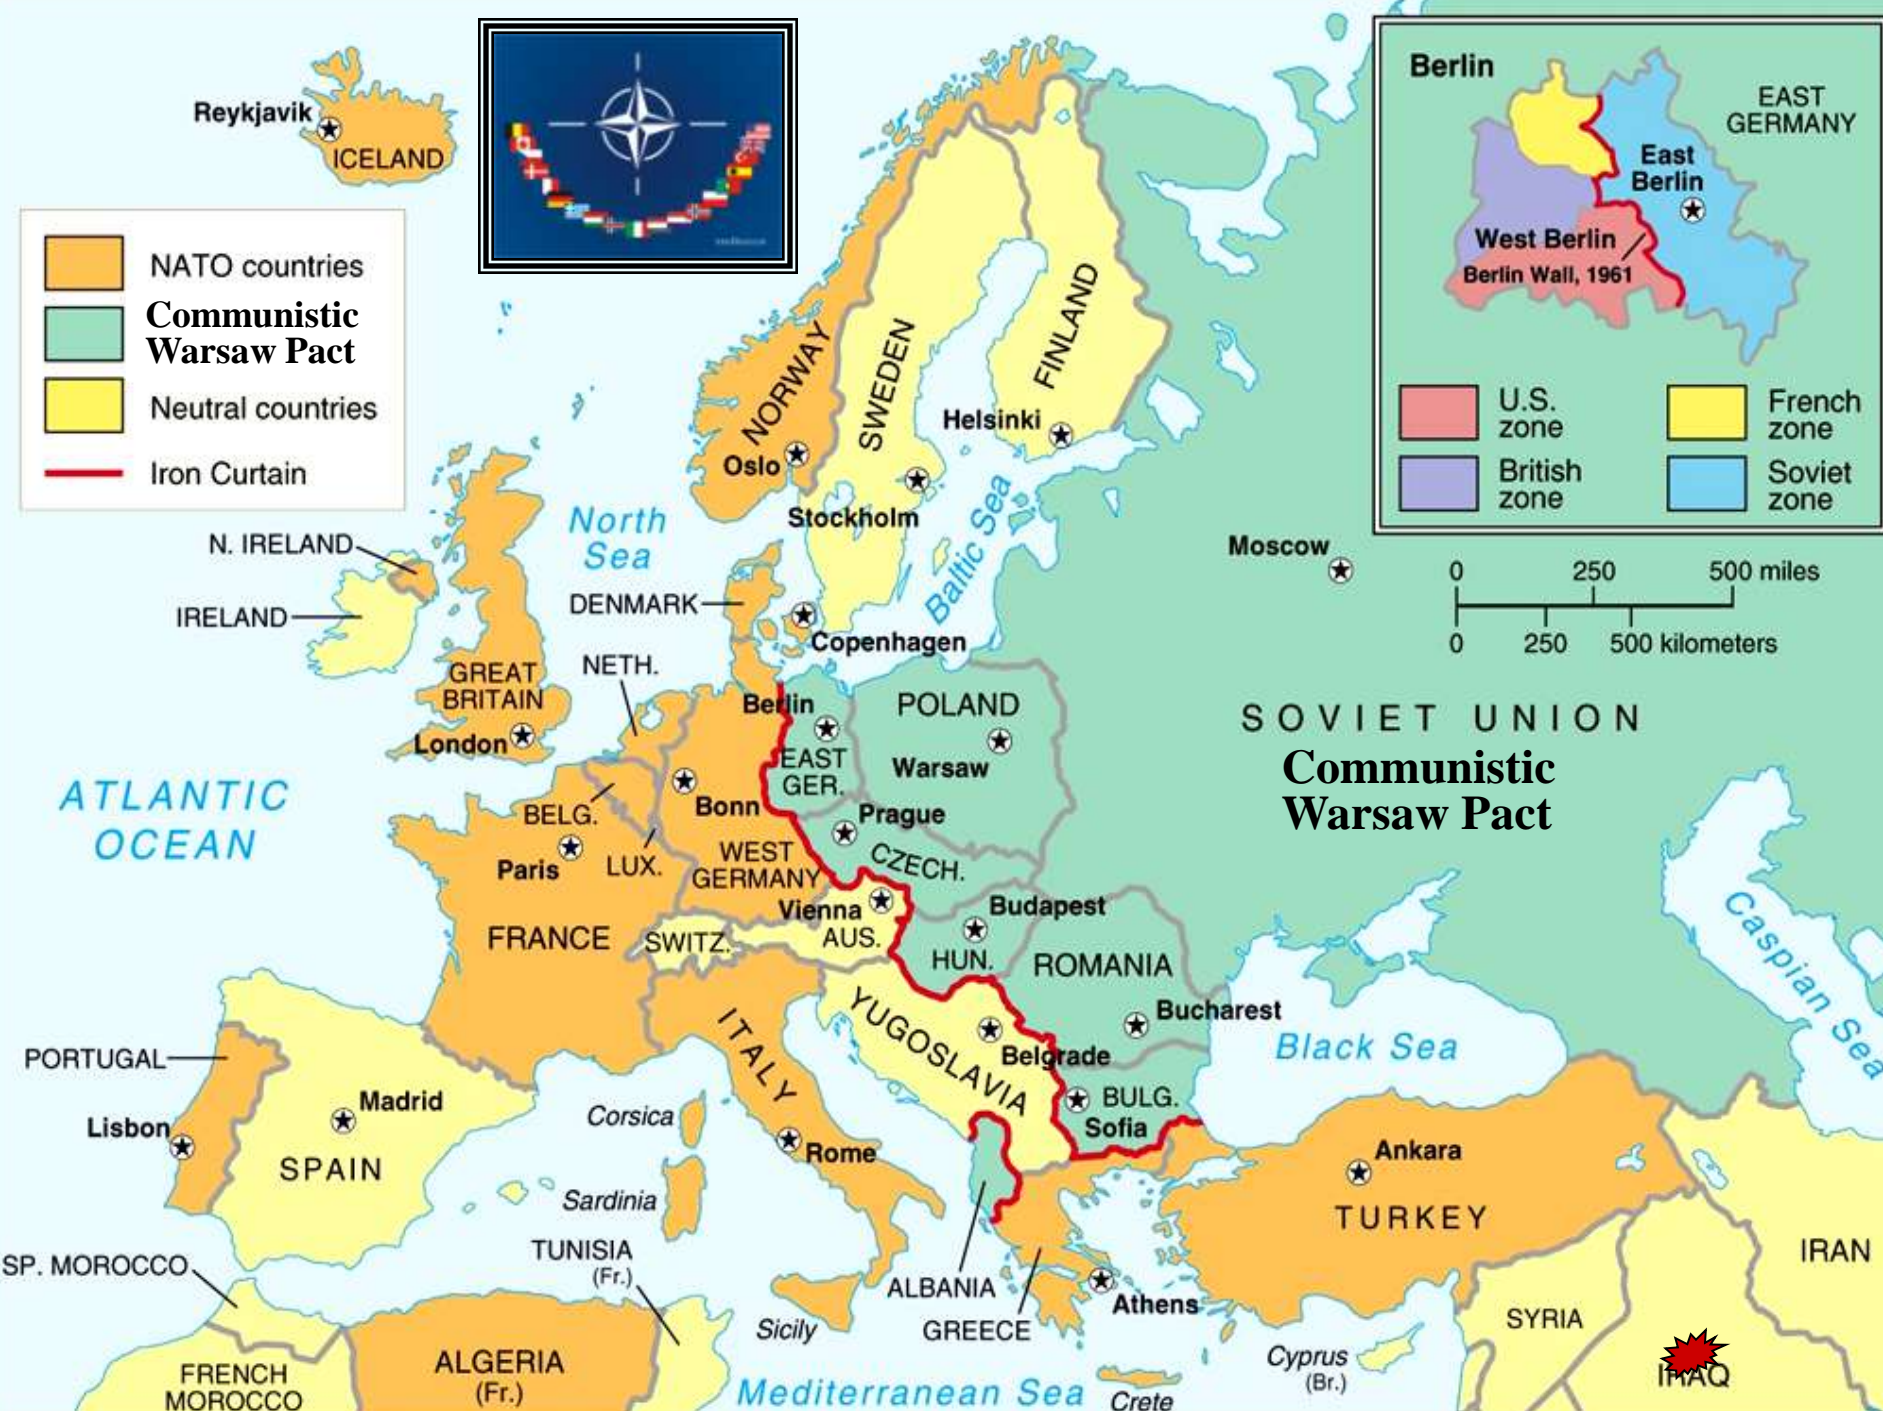 Reykjavik
ICELAND
NATO countries
Communistic
Warsaw Pact
Neutral countries
Iron Curtain
Berlin
EAST
GERMANY
East
Berlin
West Berlin
Berlin Wall, 1961
U.S.
zone
French
zone
British
zone
Soviet
zone
NORWAY
SWEDEN
FINLAND
Helsinki
Oslo
Stockholm
North
Sea
Baltic Sea
N. IRELAND
IRELAND
DENMARK
Copenhagen
Moscow
0
250
500 miles
0
250
500 kilometers
GREAT
BRITAIN
London
NETH.
Berlin
POLAND
Warsaw
EAST
GER.
SOVIET UNION
Communistic
Warsaw Pact
ATLANTIC
OCEAN
BELG.
Bonn
Prague
Paris
LUX.
WEST
GERMANY
CZECH.
Vienna
AUS.
Budapest
HUN.
FRANCE
SWITZ.
ROMANIA
Bucharest
Caspian Sea
Black Sea
ITALY
YUGOSLAVIA
Belgrade
BULG.
Sofia
PORTUGAL
Lisbon
Madrid
SPAIN
Corsica
Rome
Sardinia
Ankara
TURKEY
SP. MOROCCO
TUNISIA
(Fr.)
ALBANIA
GREECE
Athens
Sicily
IRAN
SYRIA
IRAQ
Cyprus
(Br.)
FRENCH
MOROCCO
ALGERIA
(Fr.)
Mediterranean Sea
Crete